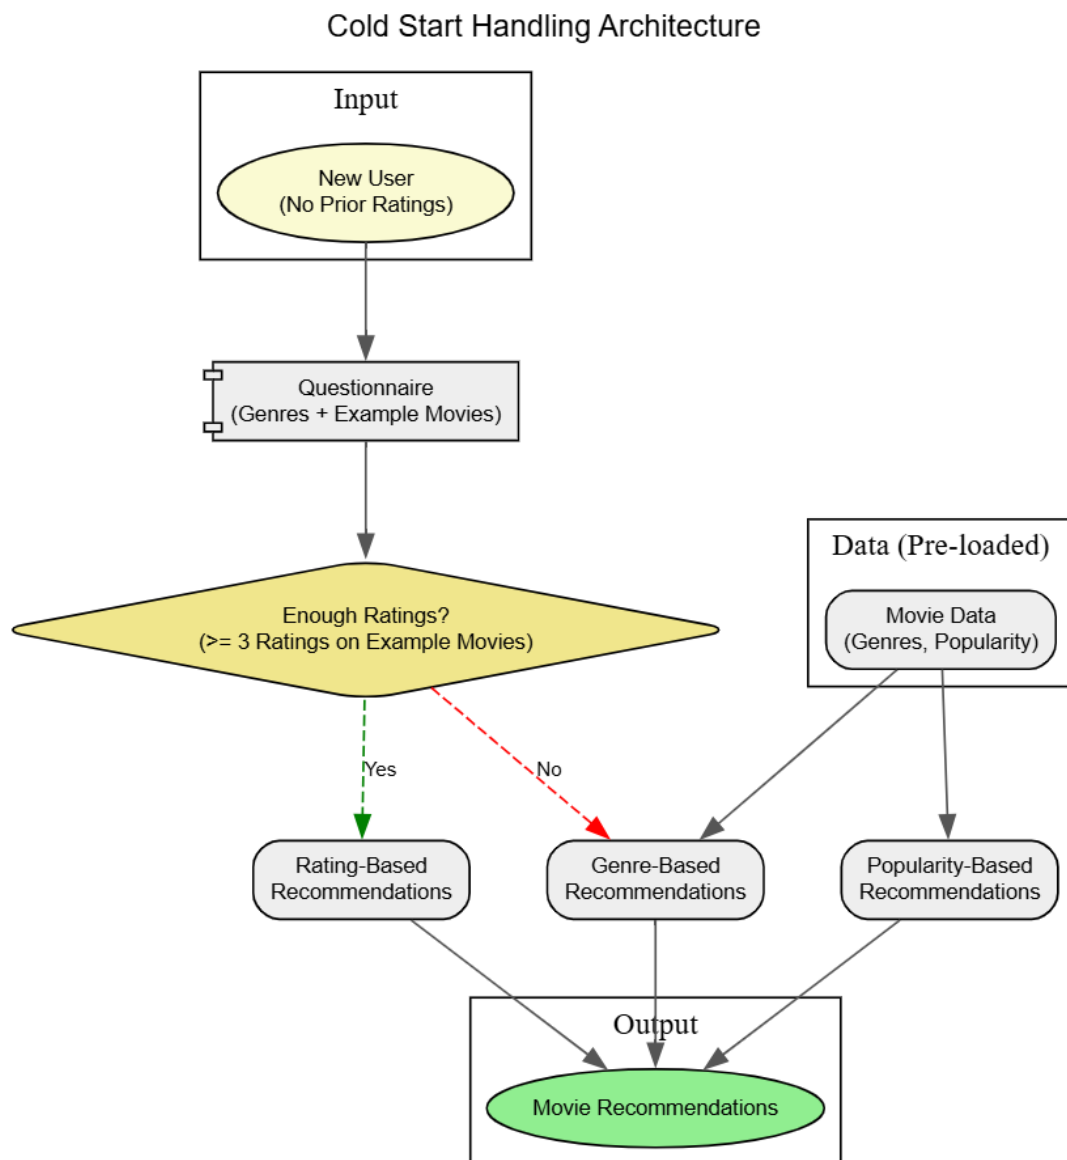 Cold Start Handling Architecture
Input
New User
(No Prior Ratings)
Questionnaire
(Genres + Example Movies)
Enough Ratings?
(>= 3 Ratings on Example Movies)
Data (Pre-loaded)
Movie Data
(Genres, Popularity)
Yes
No
Rating-Based
Recommendations
Genre-Based
Recommendations
Popularity-Based
Recommendations
Output
Movie Recommendations